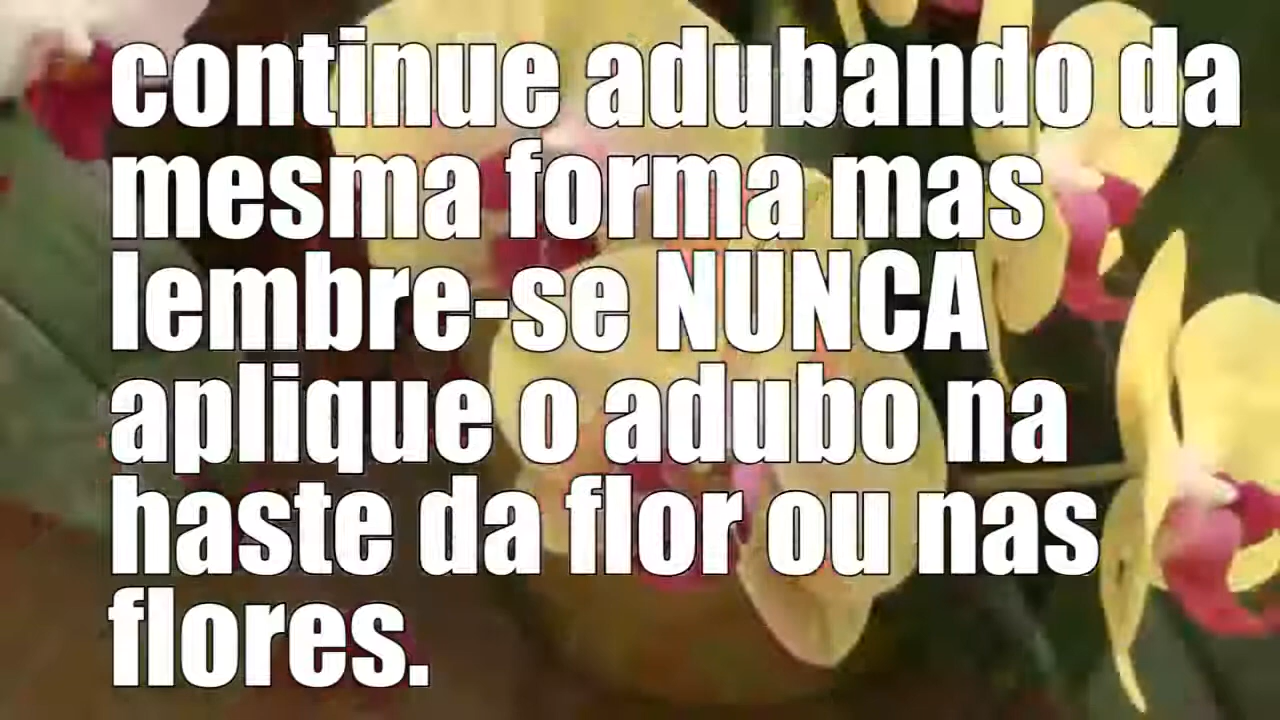 continue adubando da
mesma forma mas
lembre-se NUNCA
aplique o adubo na
haste da flor ou nas
flores.